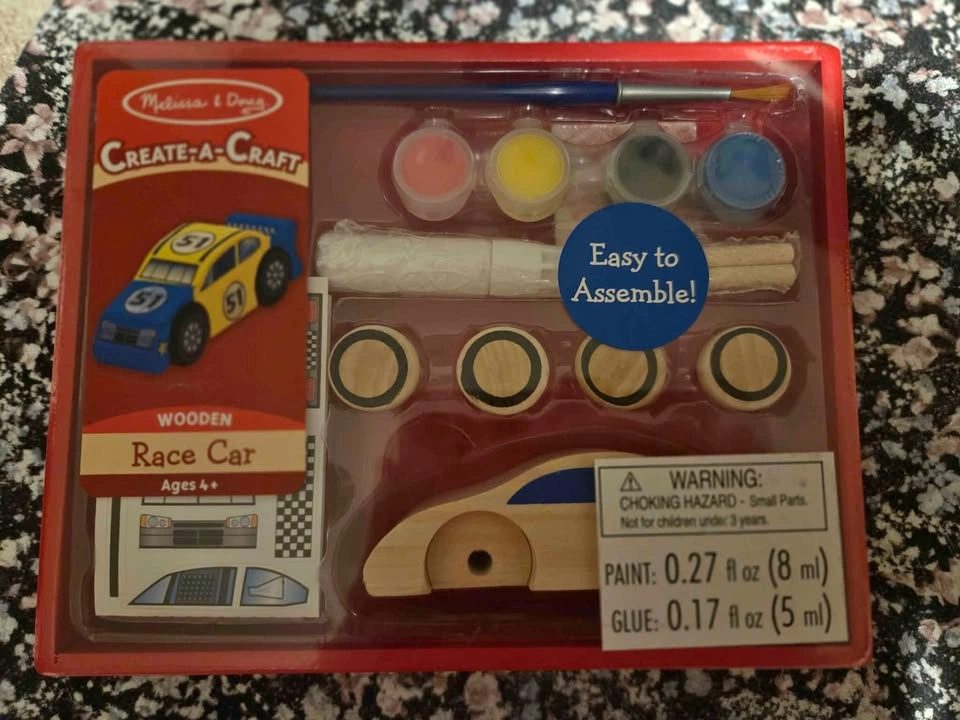 Melissa & Doug
CREATE-A-CRAFT
51
51
51
WOODEN
Race Car
Ages 4+
Easy to
Assemble!
WARNING:
CHOKING HAZARD - Small Parts.
Not for children under 3 years.
PAINT: 0.27 fl oz (8 ml)
GLUE: 0.17 fl oz (5 ml)